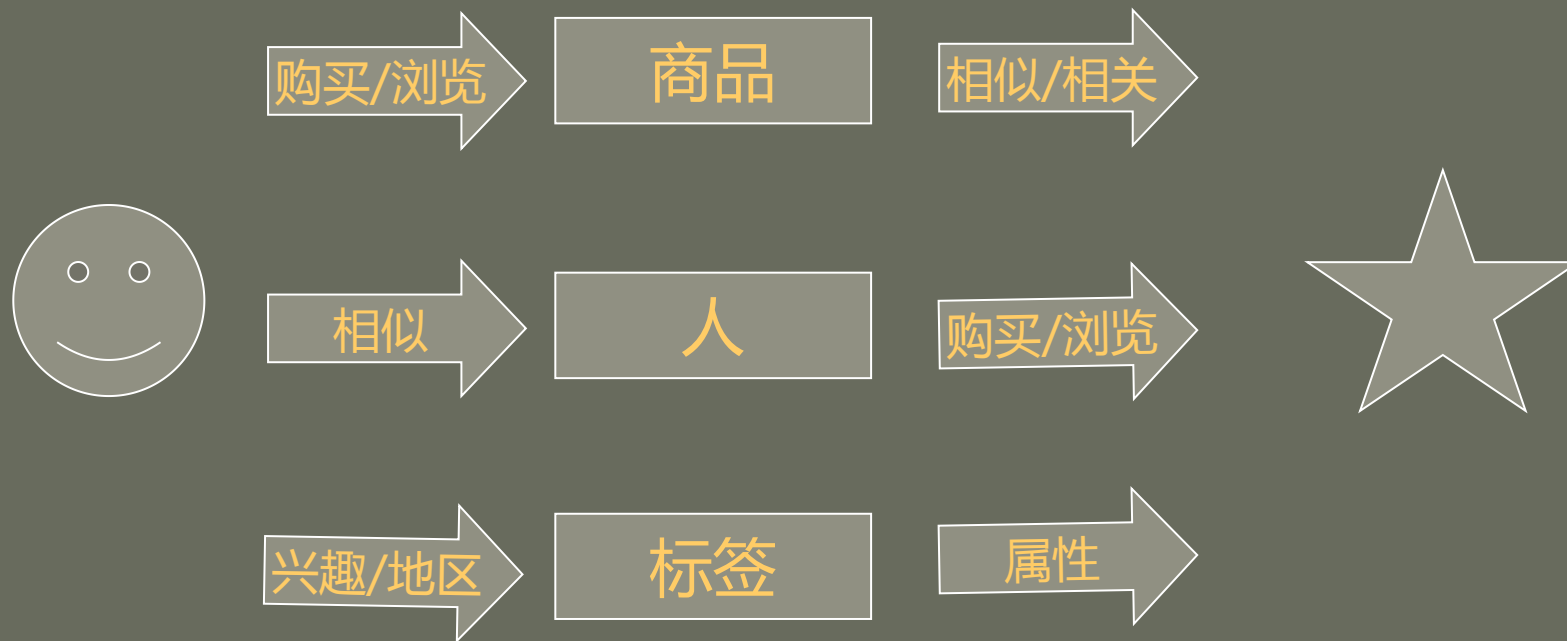 购买/浏览
商品
相似/相关
相似
人
购买/浏览
兴趣/地区
标签
属性